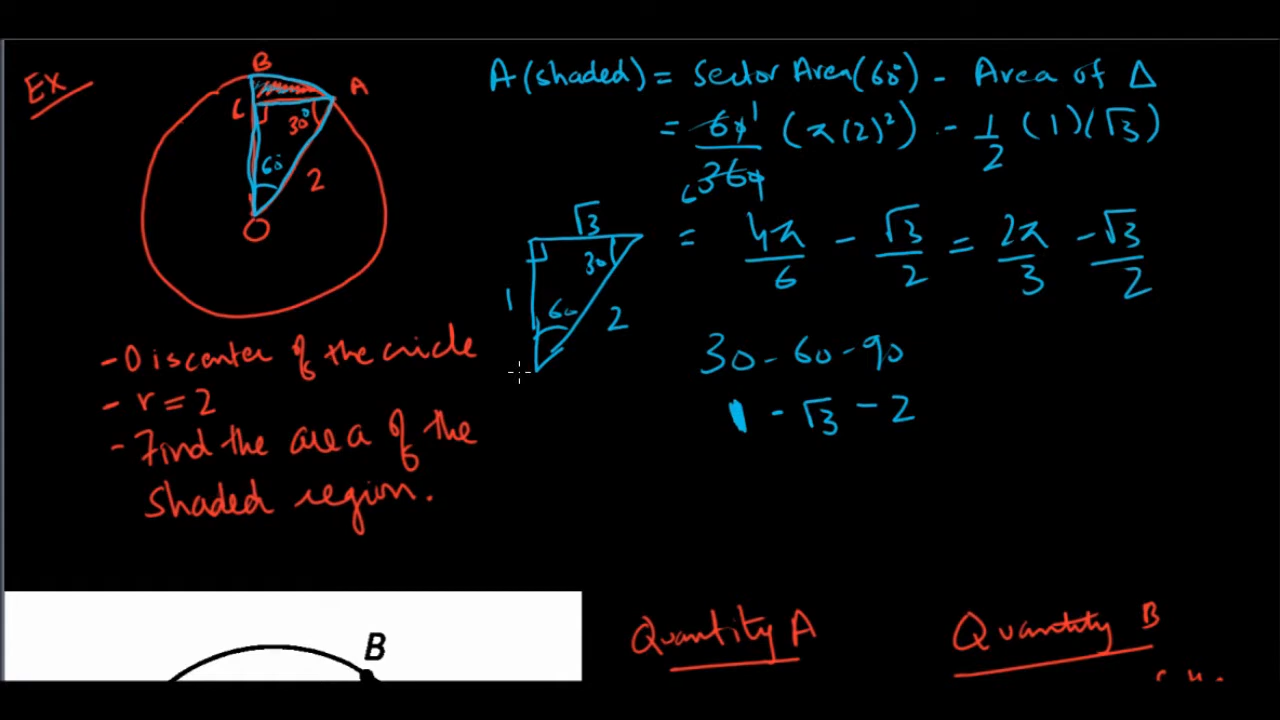 Ex
B
A
C
30°
60
2
O
- O is center of the circle
- r = 2
- Find the area of the
shaded region.
A (shaded) = Sector Area (60°) - Area of Δ
= 60 1 / 360 6 (π(2)²) - 1/2 (1)(√3)
= 4π/6 - √3/2 = 2π/3 - √3/2
√3
30
1
60
2
30 - 60 - 90
1 - √3 - 2
B
Quantity A
Quantity B